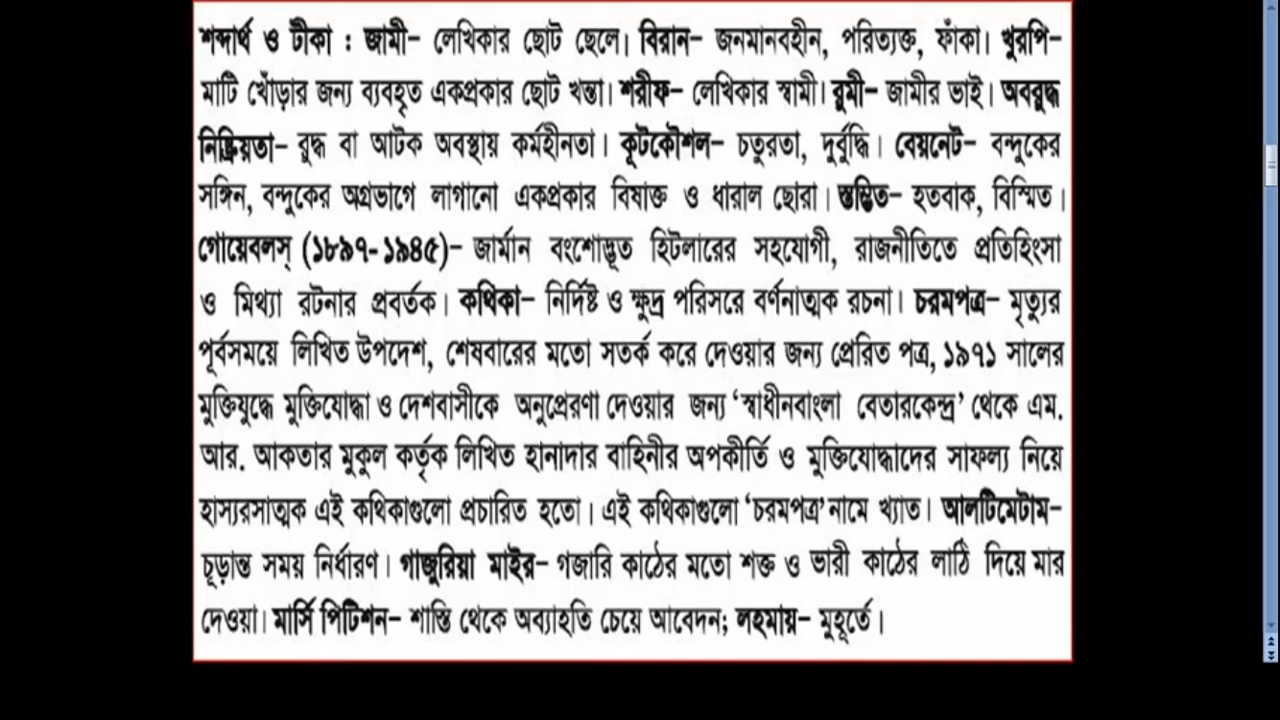 শব্দার্থ ও টীকা : জামী– লেখিকার ছোট ছেলে। বিরান– জনমানবহীন, পরিত্যক্ত, ফাঁকা। খুরপি–
মাটি খোঁড়ার জন্য ব্যবহৃত একপ্রকার ছোট খন্তা। শরীফ– লেখিকার স্বামী। রুমী– জামীর ভাই। অবরুদ্ধ
নিষ্ক্রিয়তা– রুদ্ধ বা আটক অবস্থায় কর্মহীনতা। কূটকৌশল– চতুরতা, দুর্বুদ্ধি। বেয়নেট– বন্দুকের
সঙ্গিন, বন্দুকের অগ্রভাগে লাগানো একপ্রকার বিষাক্ত ও ধারাল ছোরা। স্তম্ভিত– হতবাক, বিস্মিত।
গোয়েবলস্ (১৮৯৭-১৯৪৫)– জার্মান বংশোদ্ভূত হিটলারের সহযোগী, রাজনীতিতে প্রতিহিংসা
ও মিথ্যা রটনার প্রবর্তক। কথিকা– নির্দিষ্ট ও ক্ষুদ্র পরিসরে বর্ণনাত্মক রচনা। চরমপত্র– মৃত্যুর
পূর্বসময়ে লিখিত উপদেশ, শেষবারের মতো সতর্ক করে দেওয়ার জন্য প্রেরিত পত্র, ১৯৭১ সালের
মুক্তিযুদ্ধে মুক্তিযোদ্ধা ও দেশবাসীকে অনুপ্রেরণা দেওয়ার জন্য ‘স্বাধীনবাংলা বেতারকেন্দ্র’ থেকে এম.
আর. আকতার মুকুল কর্তৃক লিখিত হানাদার বাহিনীর অপকীর্তি ও মুক্তিযোদ্ধাদের সাফল্য নিয়ে
হাস্যরসাত্মক এই কথিকাগুলো প্রচারিত হতো। এই কথিকাগুলো ‘চরমপত্র’ নামে খ্যাত। আলটিমেটাম–
চূড়ান্ত সময় নির্ধারণ। গাজুরিয়া মাইর– গজারি কাঠের মতো শক্ত ও ভারী কাঠের লাঠি দিয়ে মার
দেওয়া। মার্সি পিটিশন– শাস্তি থেকে অব্যাহতি চেয়ে আবেদন; লহমায়– মুহূর্তে।